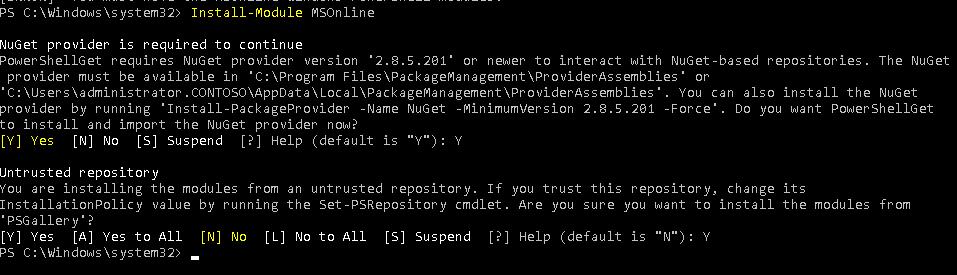 PS C:\Windows\system32> Install-Module MSOnline
NuGet provider is required to continue
PowerShellGet requires NuGet provider version '2.8.5.201' or newer to interact with NuGet-based repositories. The NuGet
provider must be available in 'C:\Program Files\PackageManagement\ProviderAssemblies' or
'C:\Users\administrator.CONTOSO\AppData\Local\PackageManagement\ProviderAssemblies'. You can also install the NuGet
provider by running 'Install-PackageProvider -Name NuGet -MinimumVersion 2.8.5.201 -Force'. Do you want PowerShellGet
to install and import the NuGet provider now?
[Y] Yes  [N] No  [S] Suspend  [?] Help (default is "Y"): Y
Untrusted repository
You are installing the modules from an untrusted repository. If you trust this repository, change its
InstallationPolicy value by running the Set-PSRepository cmdlet. Are you sure you want to install the modules from
'PSGallery'?
[Y] Yes  [A] Yes to All  [N] No  [L] No to All  [S] Suspend  [?] Help (default is "N"): Y
PS C:\Windows\system32>